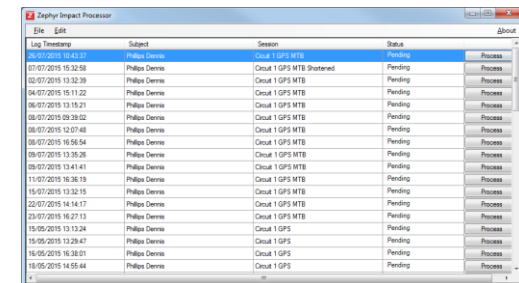 Z Zephyr Impact Processor
File Edit About
Log Timestamp Subject Session Status
26/07/2015 10:43:37 Phillips Dennis Circuit 1 GPS MTB Pending Process
07/07/2015 15:32:58 Phillips Dennis Circuit 1 GPS MTB Shortened Pending Process
02/07/2015 13:32:39 Phillips Dennis Circuit 1 GPS MTB Pending Process
04/07/2015 15:11:22 Phillips Dennis Circuit 1 GPS MTB Pending Process
06/07/2015 13:15:21 Phillips Dennis Circuit 1 GPS MTB Pending Process
08/07/2015 09:39:02 Phillips Dennis Circuit 1 GPS MTB Pending Process
08/07/2015 12:07:48 Phillips Dennis Circuit 1 GPS MTB Pending Process
08/07/2015 16:56:54 Phillips Dennis Circuit 1 GPS MTB Pending Process
09/07/2015 13:35:26 Phillips Dennis Circuit 1 GPS MTB Pending Process
09/07/2015 13:41:41 Phillips Dennis Circuit 1 GPS MTB Pending Process
11/07/2015 16:36:19 Phillips Dennis Circuit 1 GPS MTB Pending Process
15/07/2015 13:32:15 Phillips Dennis Circuit 1 GPS MTB Pending Process
22/07/2015 14:14:17 Phillips Dennis Circuit 1 GPS MTB Pending Process
23/07/2015 16:27:13 Phillips Dennis Circuit 1 GPS MTB Pending Process
15/05/2015 13:13:24 Phillips Dennis Circuit 1 GPS Pending Process
15/05/2015 13:29:47 Phillips Dennis Circuit 1 GPS Pending Process
16/05/2015 16:38:01 Phillips Dennis Circuit 1 GPS Pending Process
18/05/2015 14:55:44 Phillips Dennis Circuit 1 GPS Pending Process